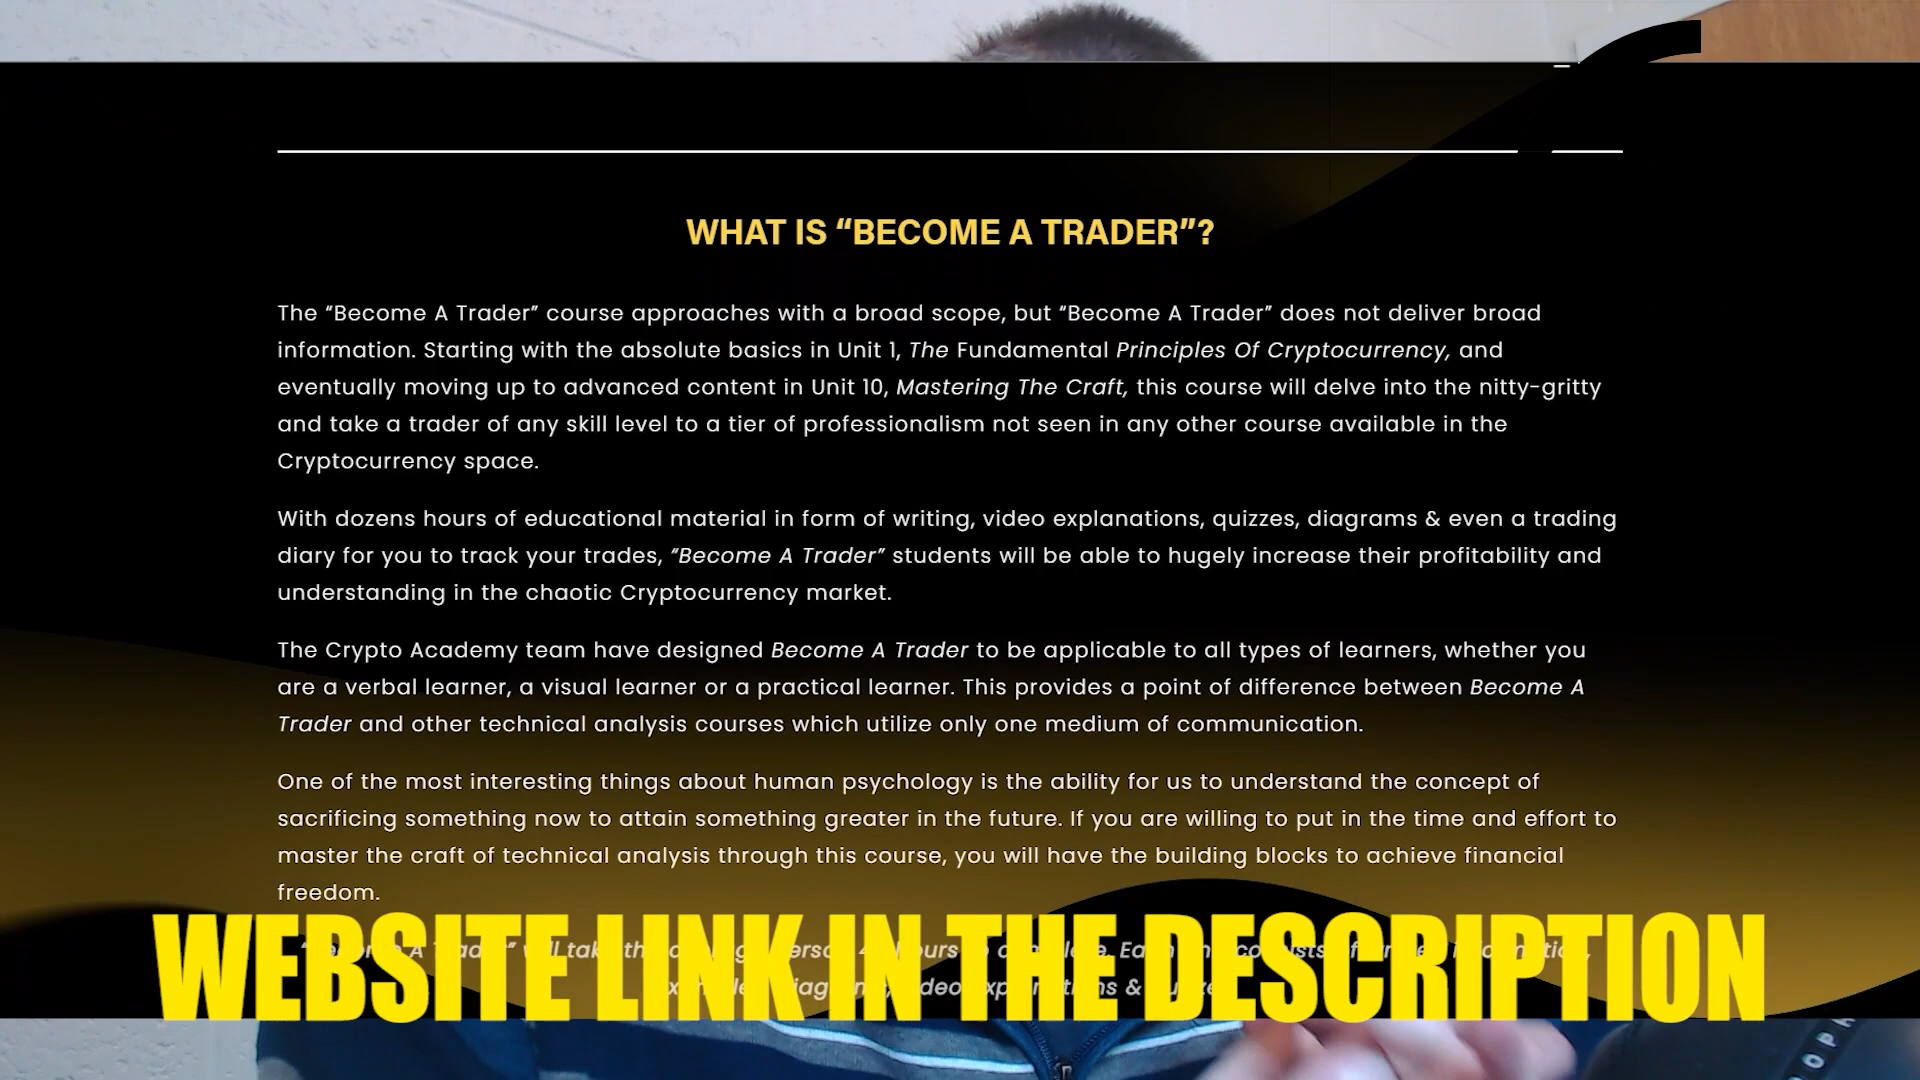 WHAT IS “BECOME A TRADER”?
The “Become A Trader” course approaches with a broad scope, but “Become A Trader” does not deliver broad
information. Starting with the absolute basics in Unit 1, The Fundamental Principles Of Cryptocurrency, and
eventually moving up to advanced content in Unit 10, Mastering The Craft, this course will delve into the nitty-gritty
and take a trader of any skill level to a tier of professionalism not seen in any other course available in the
Cryptocurrency space.
With dozens hours of educational material in form of writing, video explanations, quizzes, diagrams & even a trading
diary for you to track your trades, “Become A Trader” students will be able to hugely increase their profitability and
understanding in the chaotic Cryptocurrency market.
The Crypto Academy team have designed Become A Trader to be applicable to all types of learners, whether you
are a verbal learner, a visual learner or a practical learner. This provides a point of difference between Become A
Trader and other technical analysis courses which utilize only one medium of communication.
One of the most interesting things about human psychology is the ability for us to understand the concept of
sacrificing something now to attain something greater in the future. If you are willing to put in the time and effort to
master the craft of technical analysis through this course, you will have the building blocks to achieve financial
freedom.
WEBSITE LINK IN THE DESCRIPTION